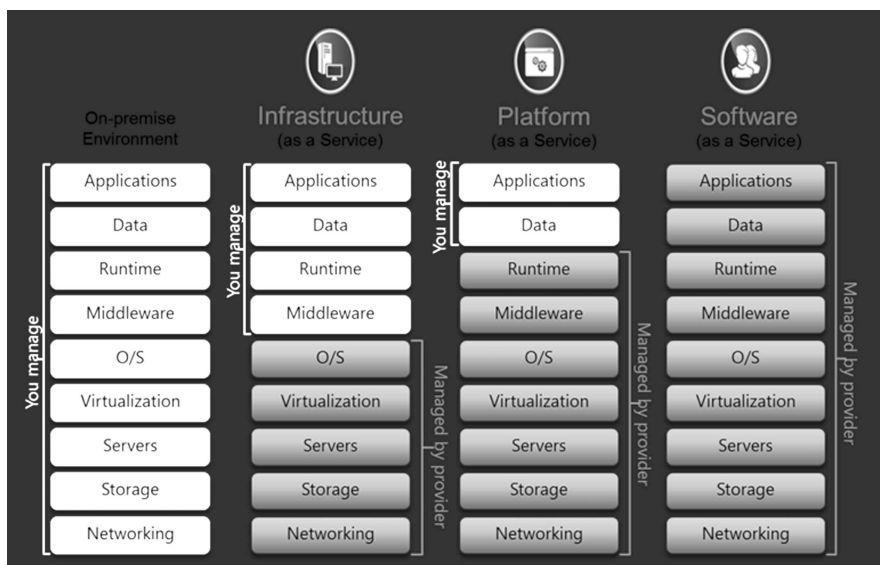 On-premise
Environment
You manage
Applications
Data
Runtime
Middleware
O/S
Virtualization
Servers
Storage
Networking
Infrastructure
(as a Service)
You manage
Applications
Data
Runtime
Middleware
O/S
Virtualization
Servers
Storage
Networking
Managed by provider
Platform
(as a Service)
You manage
Applications
Data
Runtime
Middleware
O/S
Virtualization
Servers
Storage
Networking
Managed by provider
Software
(as a Service)
Applications
Data
Runtime
Middleware
O/S
Virtualization
Servers
Storage
Networking
Managed by provider